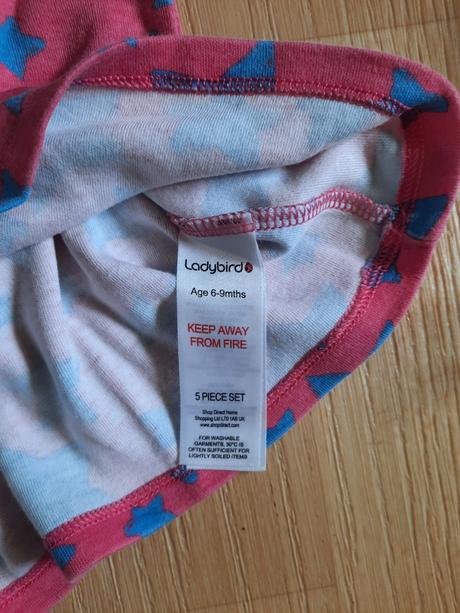 Ladybird
Age 6-9mths
KEEP AWAY
FROM FIRE
5 PIECE SET
Shop Direct Home
Shopping Ltd L70 1AB UK
www.shopdirect.com
FOR WASHABLE
GARMENTS, 30°C IS
OFTEN SUFFICIENT FOR
LIGHTLY SOILED ITEMS